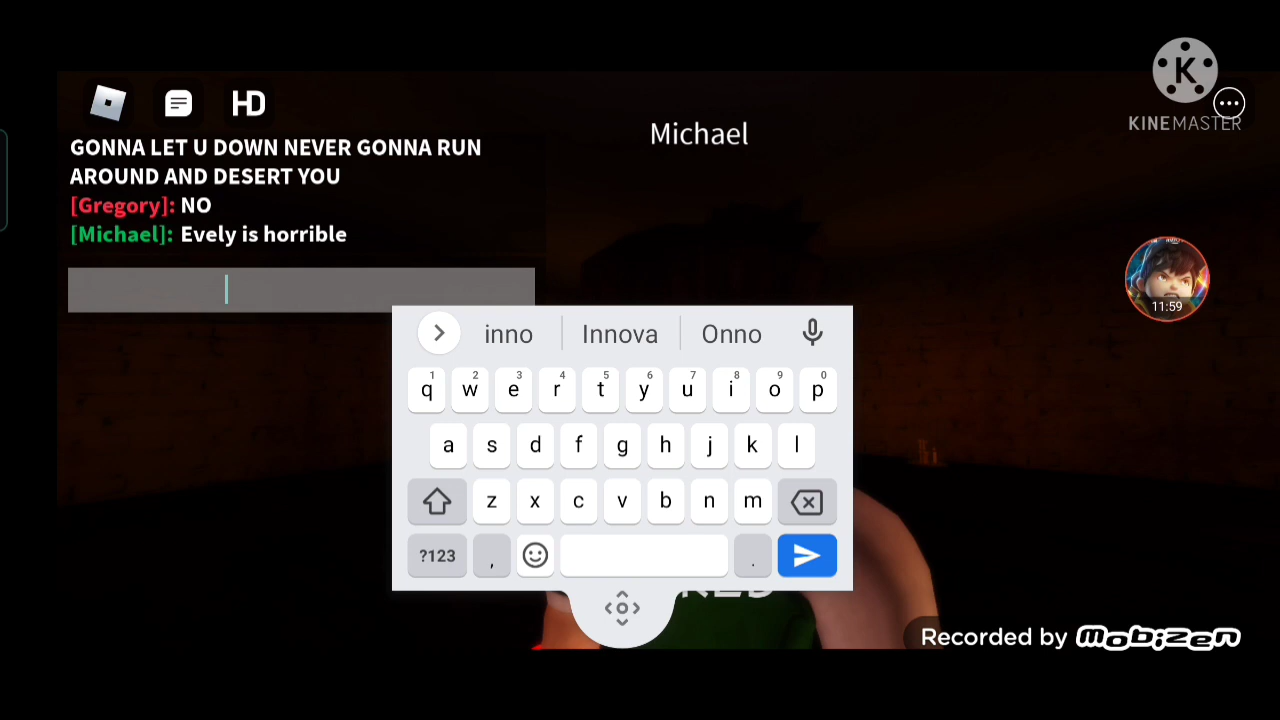 HD
K
KINEMASTER
Michael
GONNA LET U DOWN NEVER GONNA RUN
AROUND AND DESERT YOU
[Gregory]: NO
[Michael]: Evely is horrible
11:59
inno Innova Onno
1 2 3 4 5 6 7 8 9 0
q w e r t y u i o p
a s d f g h j k l
z x c v b n m
?123 , .
Recorded by mobizen